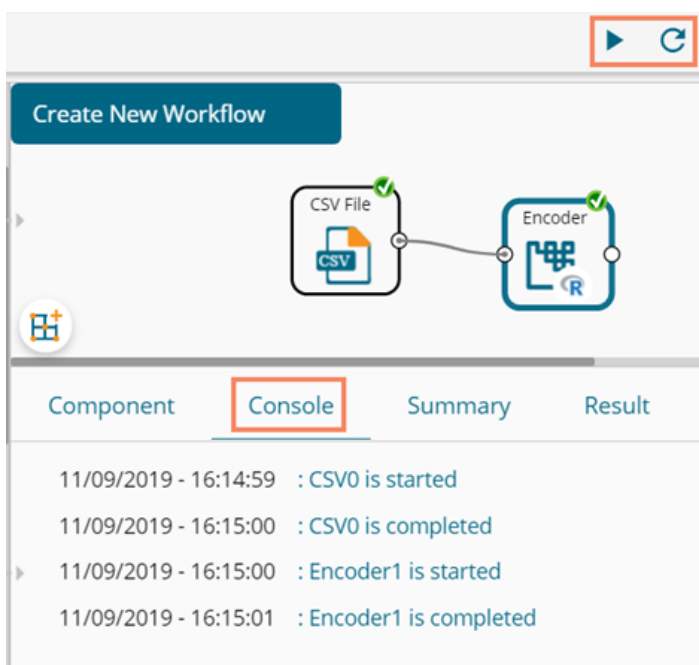 Create New Workflow
CSV File
CSV
Encoder
R
Component Console Summary Result
11/09/2019 - 16:14:59 : CSV0 is started
11/09/2019 - 16:15:00 : CSV0 is completed
11/09/2019 - 16:15:00 : Encoder1 is started
11/09/2019 - 16:15:01 : Encoder1 is completed